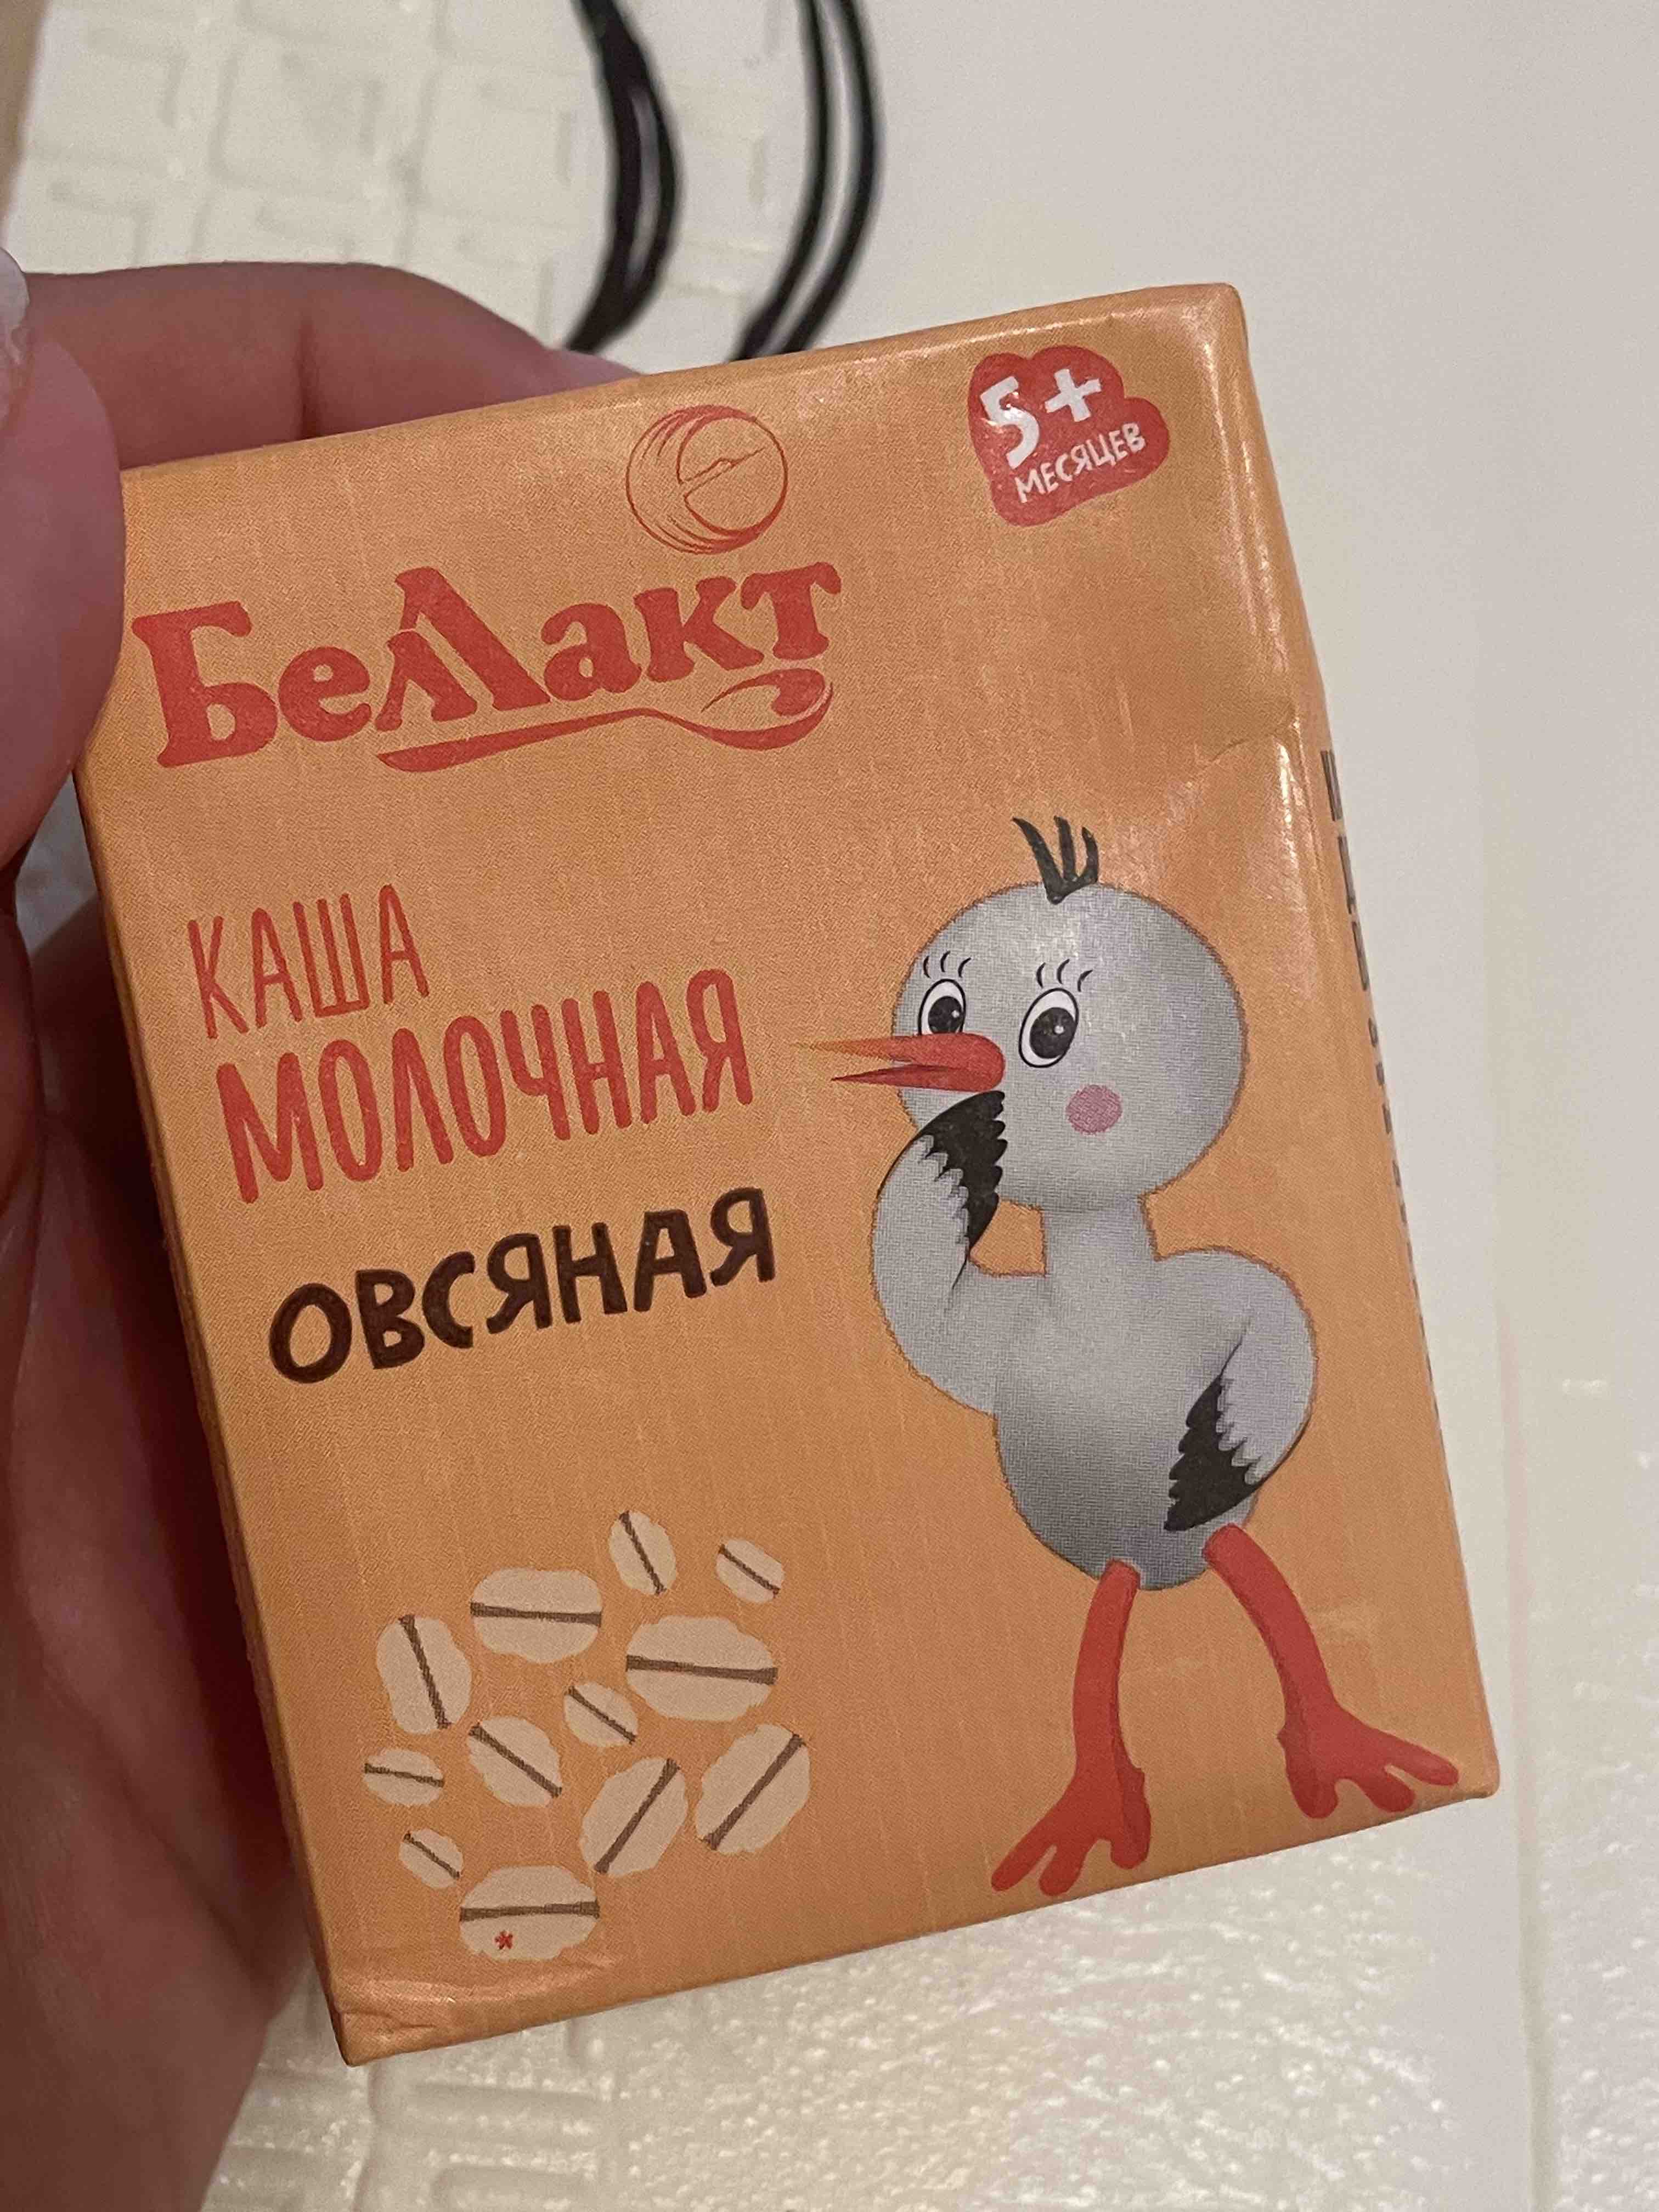 5+
МЕСЯЦЕВ
Беллакт
КАША
МОЛОЧНАЯ
ОВСЯНАЯ
*